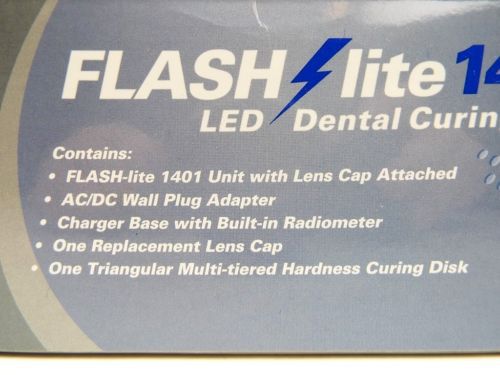 FLASH lite 14
LED Dental Curin
Contains:
• FLASH-lite 1401 Unit with Lens Cap Attached
• AC/DC Wall Plug Adapter
• Charger Base with Built-in Radiometer
• One Replacement Lens Cap
• One Triangular Multi-tiered Hardness Curing Disk